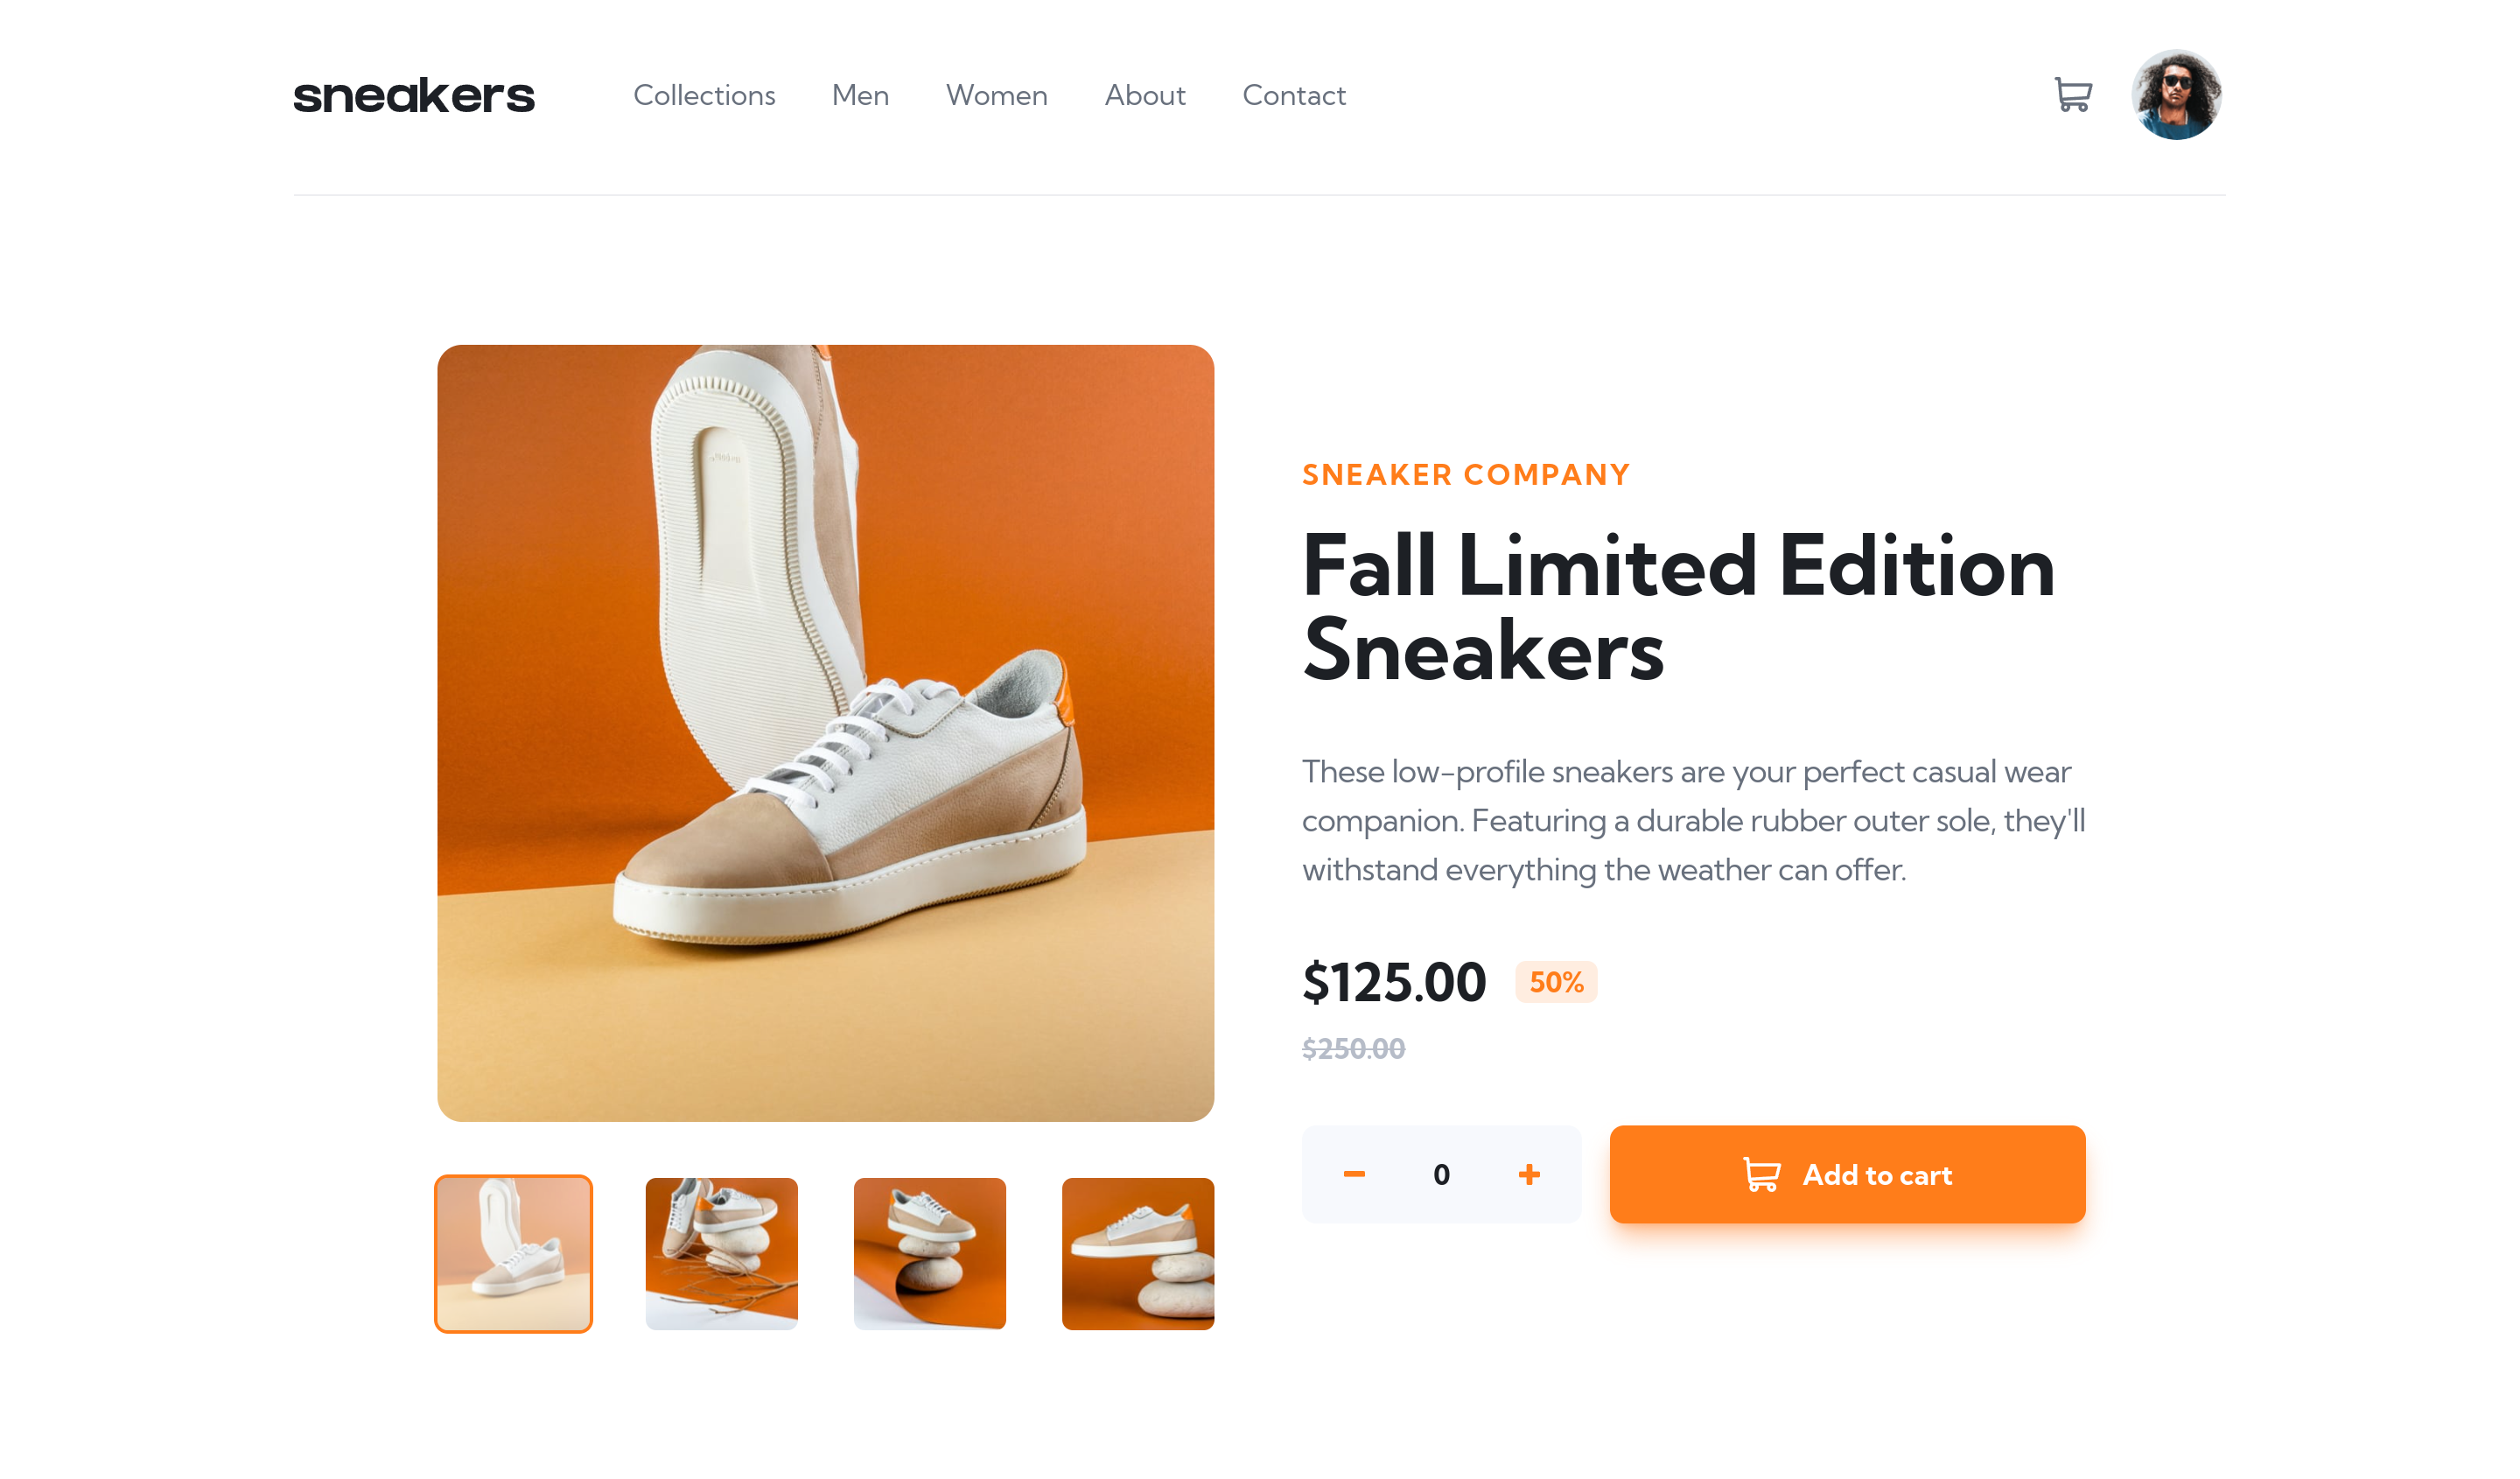 sneakers Collections Men Women About Contact
SNEAKER COMPANY
Fall Limited Edition
Sneakers
These low-profile sneakers are your perfect casual wear
companion. Featuring a durable rubber outer sole, they'll
withstand everything the weather can offer.
$125.00 50%
$250.00
0 Add to cart